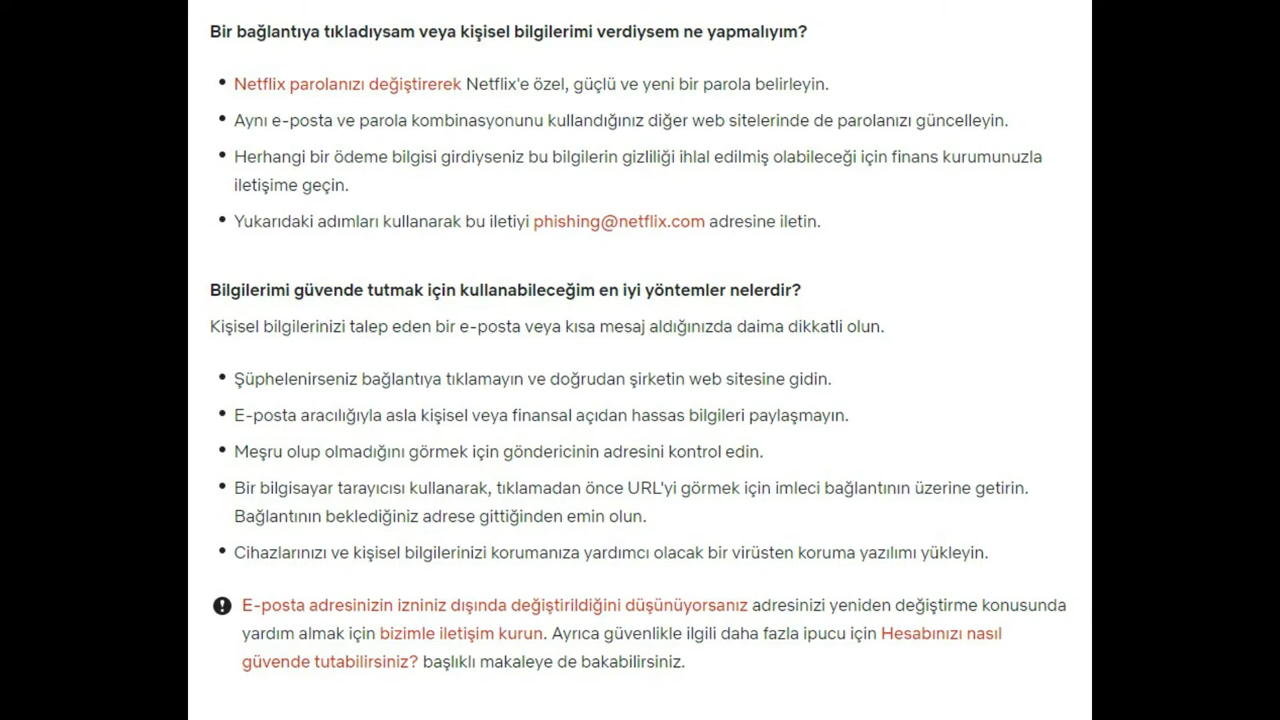 Bir bağlantıya tıkladıysam veya kişisel bilgilerimi verdiysem ne yapmalıyım?
• Netflix parolanızı değiştirerek Netflix'e özel, güçlü ve yeni bir parola belirleyin.
• Aynı e-posta ve parola kombinasyonunu kullandığınız diğer web sitelerinde de parolanızı güncelleyin.
• Herhangi bir ödeme bilgisi girdiyseniz bu bilgilerin gizliliği ihlal edilmiş olabileceği için finans kurumunuzla
iletişime geçin.
• Yukarıdaki adımları kullanarak bu iletiyi phishing@netflix.com adresine iletin.
Bilgilerimi güvende tutmak için kullanabileceğim en iyi yöntemler nelerdir?
Kişisel bilgilerinizi talep eden bir e-posta veya kısa mesaj aldığınızda daima dikkatli olun.
• Şüphelenirseniz bağlantıya tıklamayın ve doğrudan şirketin web sitesine gidin.
• E-posta aracılığıyla asla kişisel veya finansal açıdan hassas bilgileri paylaşmayın.
• Meşru olup olmadığını görmek için göndericinin adresini kontrol edin.
• Bir bilgisayar tarayıcısı kullanarak, tıklamadan önce URL'yi görmek için imleci bağlantının üzerine getirin.
Bağlantının beklediğiniz adrese gittiğinden emin olun.
• Cihazlarınızı ve kişisel bilgilerinizi korumanıza yardımcı olacak bir virüsten koruma yazılımı yükleyin.
E-posta adresinizin izniniz dışında değiştirildiğini düşünüyorsanız adresinizi yeniden değiştirme konusunda
yardım almak için bizimle iletişim kurun. Ayrıca güvenlikle ilgili daha fazla ipucu için Hesabınızı nasıl
güvende tutabilirsiniz? başlıklı makaleye de bakabilirsiniz.